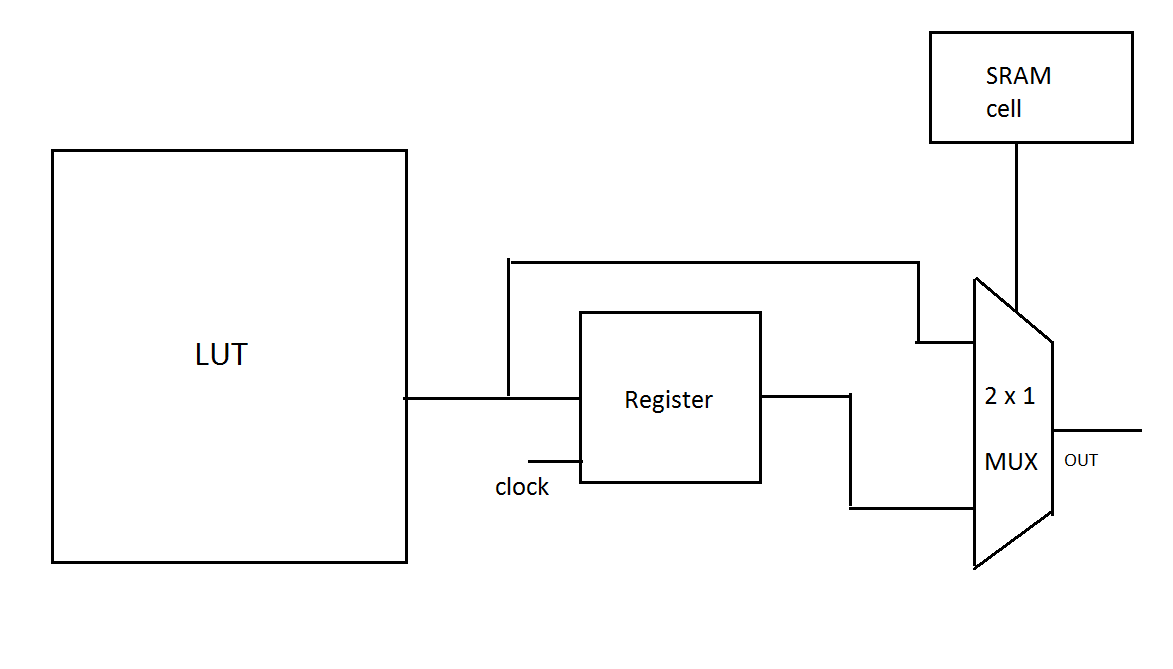 SRAM
cell
LUT
Register
2 x 1
MUX
OUT
clock